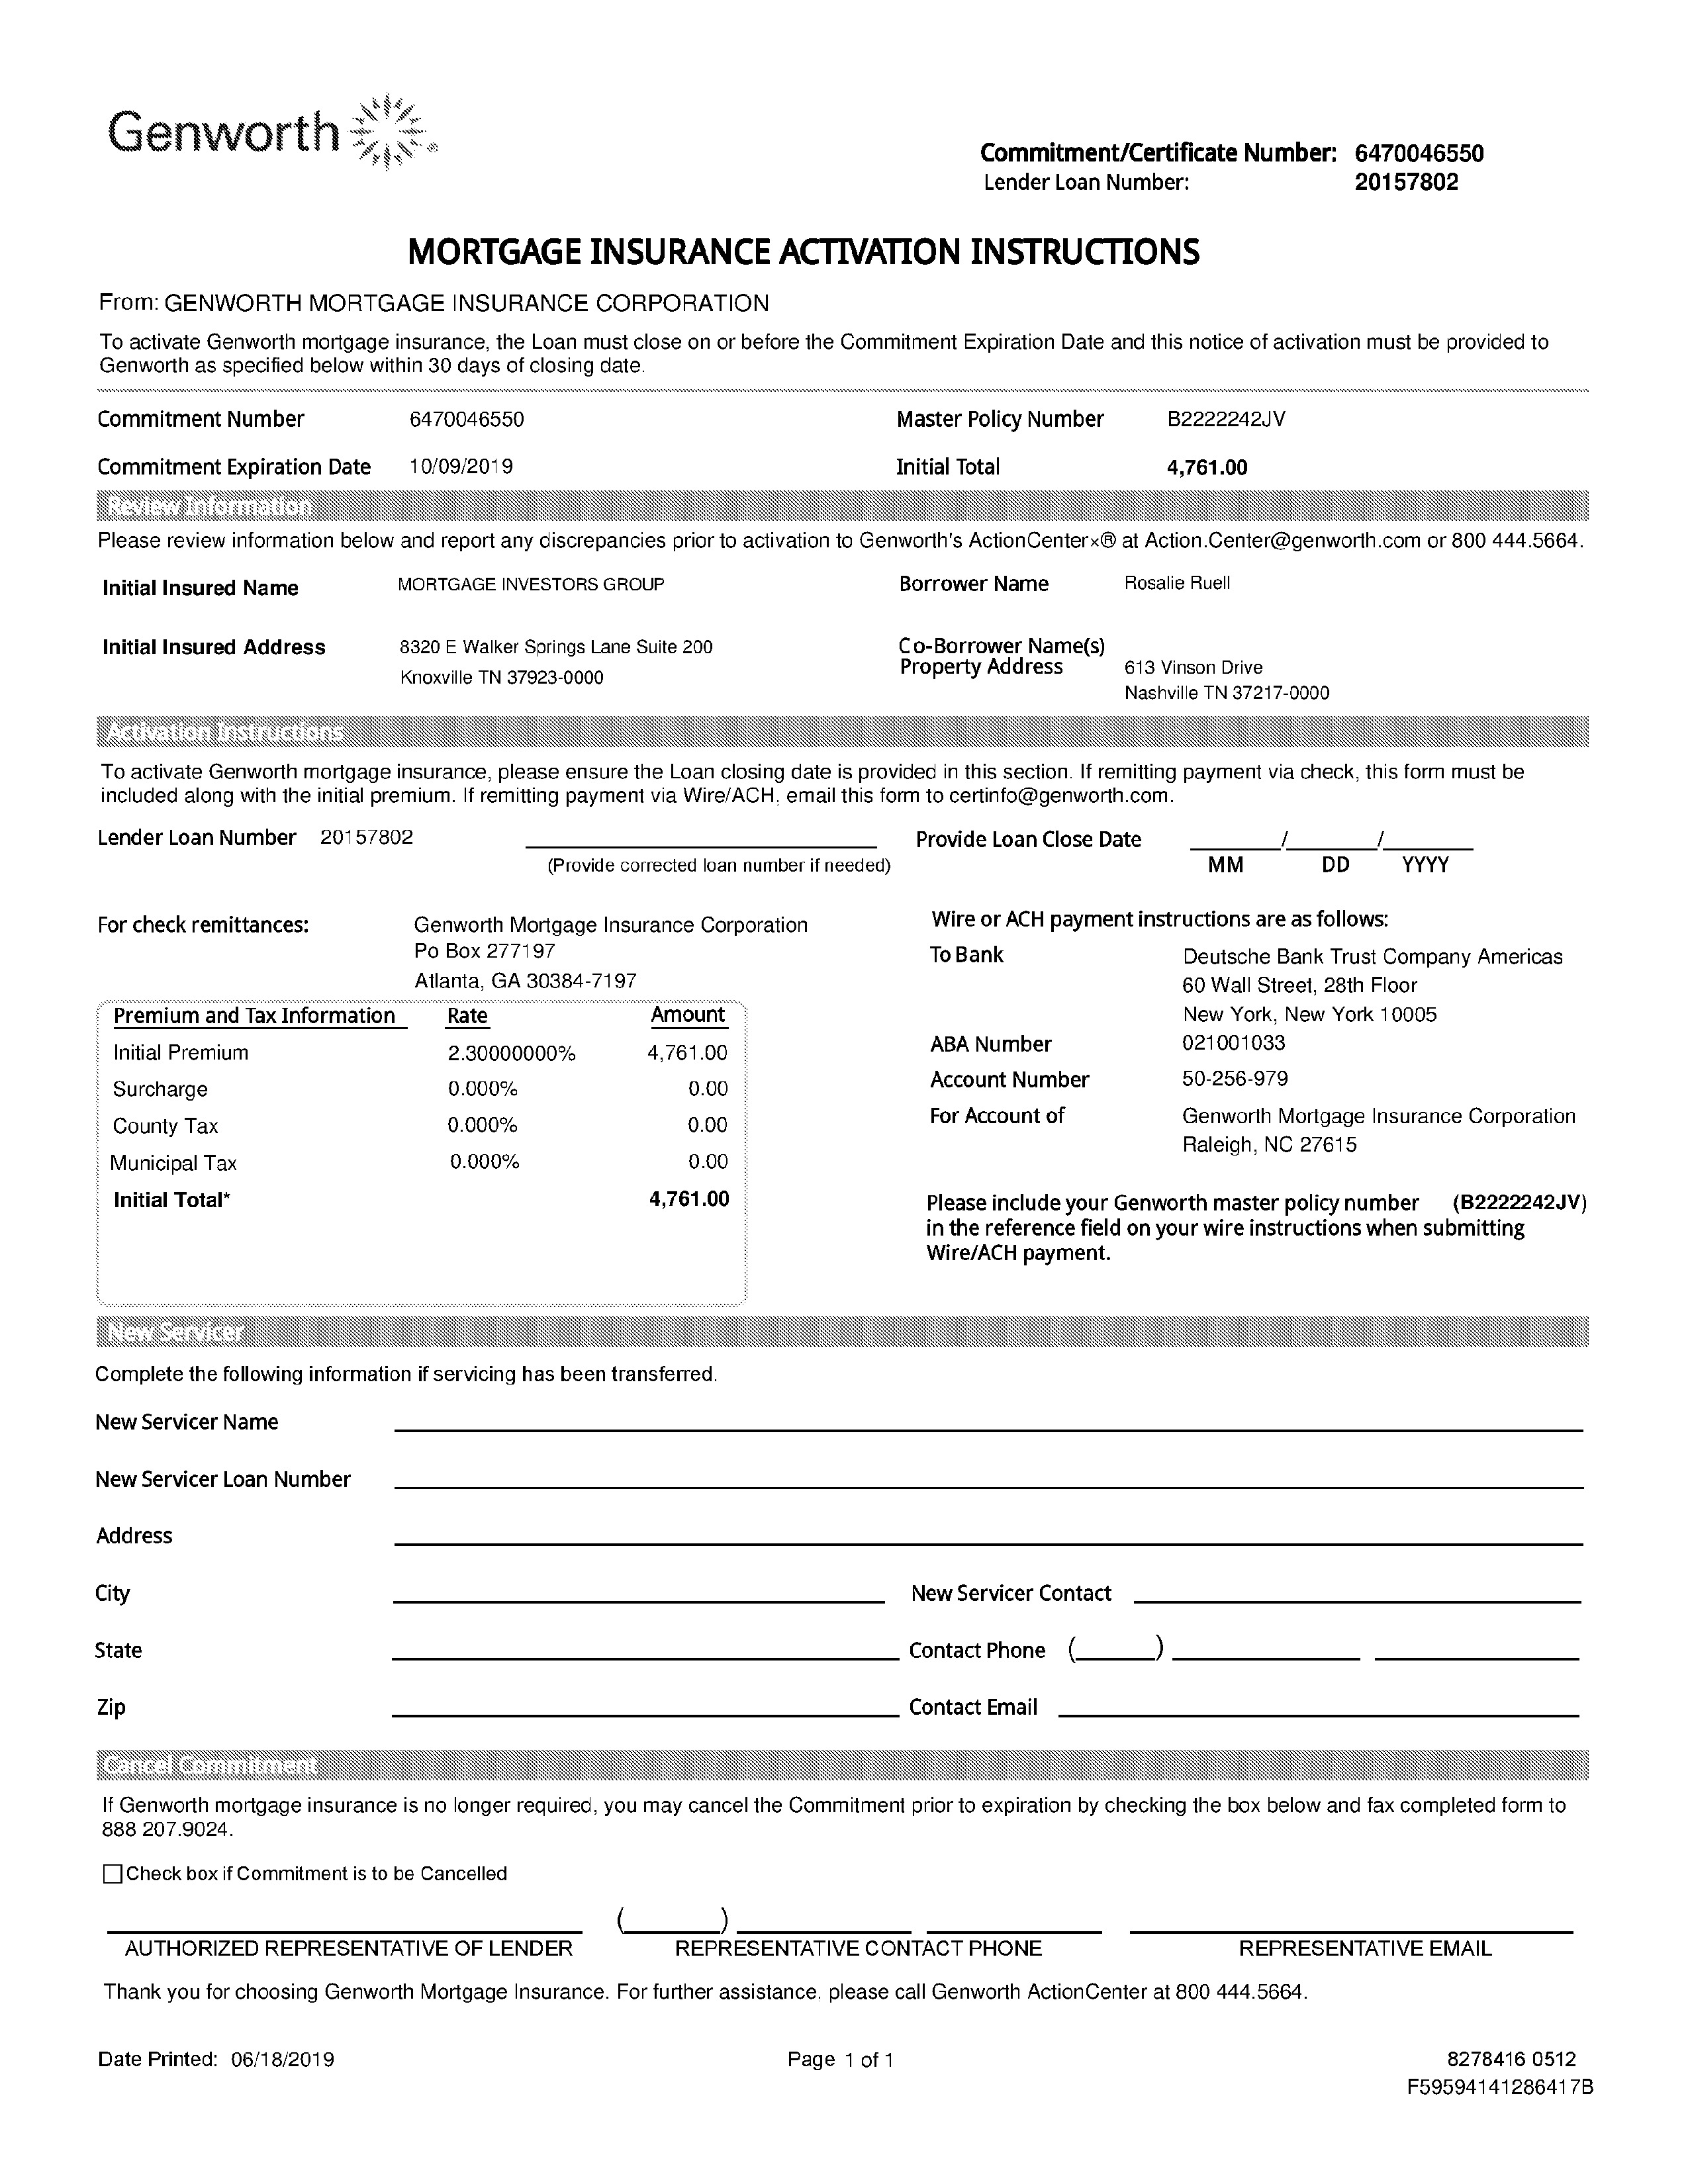 Genworth
Commitment/Certificate Number: 6470046550
Lender Loan Number: 20157802
MORTGAGE INSURANCE ACTIVATION INSTRUCTIONS
From: GENWORTH MORTGAGE INSURANCE CORPORATION
To activate Genworth mortgage insurance, the Loan must close on or before the Commitment Expiration Date and this notice of activation must be provided to
Genworth as specified below within 30 days of closing date.
Commitment Number 6470046550 Master Policy Number B2222242JV
Commitment Expiration Date 10/09/2019 Initial Total 4,761.00
Review Information
Please review information below and report any discrepancies prior to activation to Genworth's ActionCenter×® at Action.Center@genworth.com or 800 444.5664.
Initial Insured Name MORTGAGE INVESTORS GROUP Borrower Name Rosalie Ruell
Initial Insured Address 8320 E Walker Springs Lane Suite 200 Co-Borrower Name(s)
Knoxville TN 37923-0000 Property Address 613 Vinson Drive
Nashville TN 37217-0000
Activation Instructions
To activate Genworth mortgage insurance, please ensure the Loan closing date is provided in this section. If remitting payment via check, this form must be
included along with the initial premium. If remitting payment via Wire/ACH, email this form to certinfo@genworth.com.
Lender Loan Number 20157802 Provide Loan Close Date / /
(Provide corrected loan number if needed) MM DD YYYY
For check remittances: Genworth Mortgage Insurance Corporation
Po Box 277197
Atlanta, GA 30384-7197
Premium and Tax Information Rate Amount
Initial Premium 2.30000000% 4,761.00
Surcharge 0.000% 0.00
County Tax 0.000% 0.00
Municipal Tax 0.000% 0.00
Initial Total* 4,761.00
Wire or ACH payment instructions are as follows:
To Bank Deutsche Bank Trust Company Americas
60 Wall Street, 28th Floor
New York, New York 10005
ABA Number 021001033
Account Number 50-256-979
For Account of Genworth Mortgage Insurance Corporation
Raleigh, NC 27615
Please include your Genworth master policy number (B2222242JV)
in the reference field on your wire instructions when submitting
Wire/ACH payment.
New Servicer
Complete the following information if servicing has been transferred.
New Servicer Name
New Servicer Loan Number
Address
City New Servicer Contact
State Contact Phone ( )
Zip Contact Email
Cancel Commitment
If Genworth mortgage insurance is no longer required, you may cancel the Commitment prior to expiration by checking the box below and fax completed form to
888 207.9024.
Check box if Commitment is to be Cancelled
( )
AUTHORIZED REPRESENTATIVE OF LENDER REPRESENTATIVE CONTACT PHONE REPRESENTATIVE EMAIL
Thank you for choosing Genworth Mortgage Insurance. For further assistance, please call Genworth ActionCenter at 800 444.5664.
Date Printed: 06/18/2019 Page 1 of 1 8278416 0512
F59594141286417B